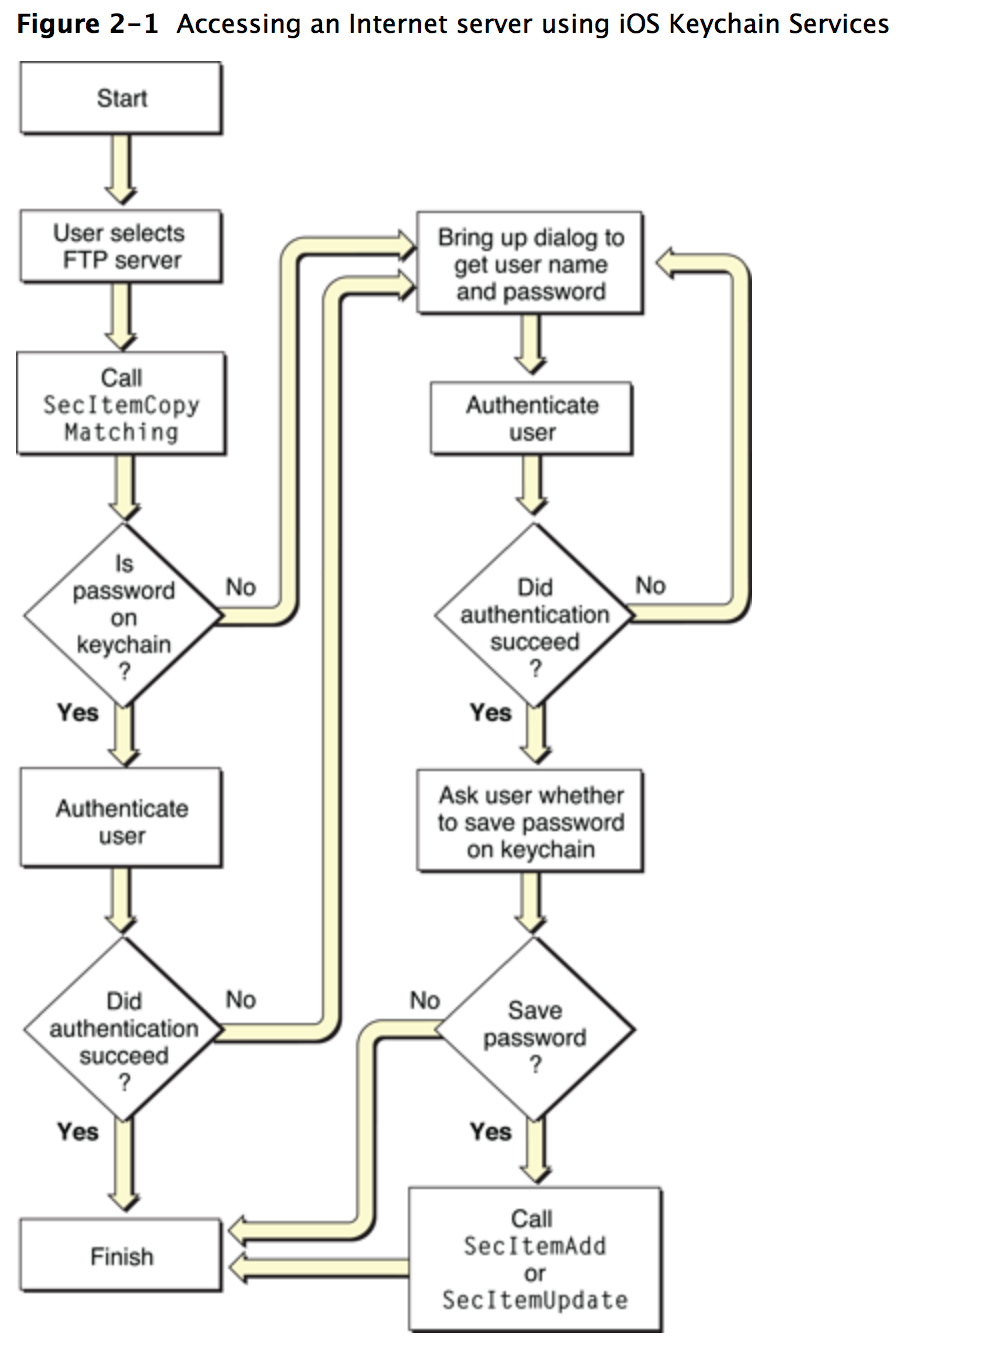 Figure 2-1 Accessing an Internet server using iOS Keychain Services
Start
User selects
FTP server
Call
SecItemCopy
Matching
Is
password
on
keychain
?
No
Yes
Authenticate
user
Did
authentication
succeed
?
No
Yes
Finish
Bring up dialog to
get user name
and password
Authenticate
user
Did
authentication
succeed
?
No
Yes
Ask user whether
to save password
on keychain
Save
password
?
No
Yes
Call
SecItemAdd
or
SecItemUpdate